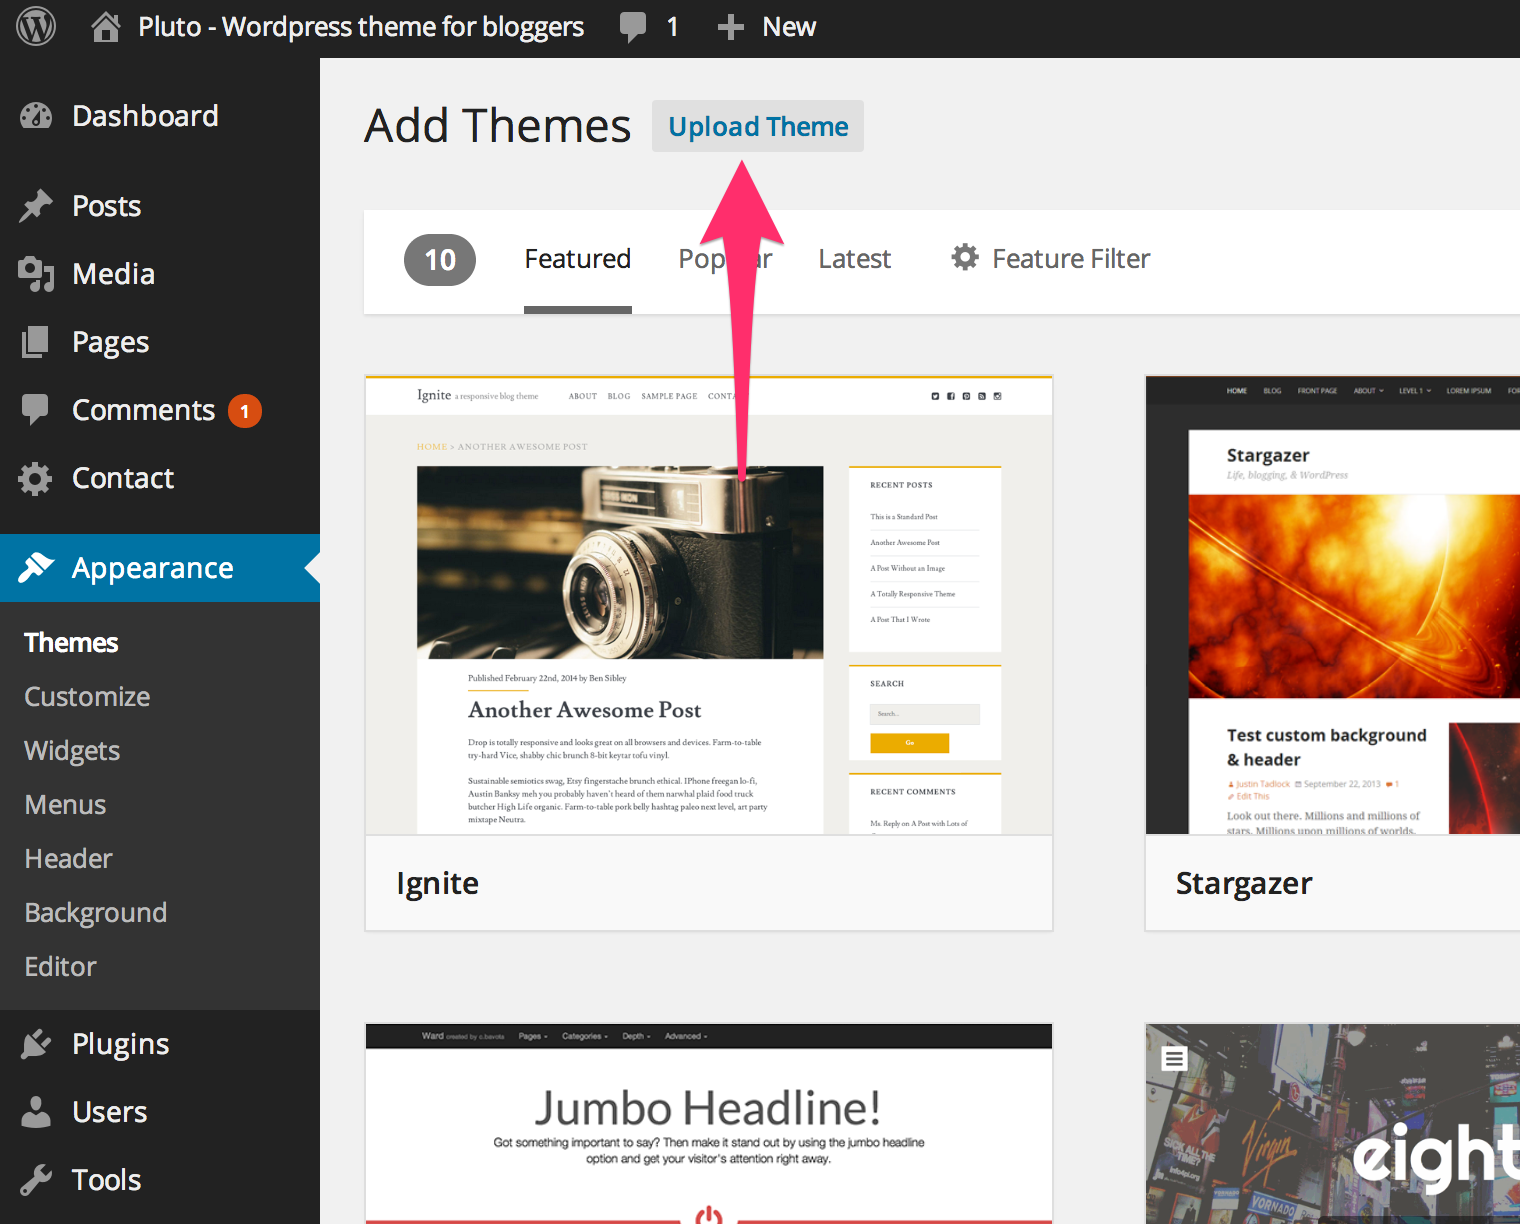 Pluto - Wordpress theme for bloggers 1 New
Dashboard
Posts
Media
Pages
Comments 1
Contact
Appearance
Themes
Customize
Widgets
Menus
Header
Background
Editor
Plugins
Users
Tools
Add Themes Upload Theme
10 Featured Latest Feature Filter
Ignite a responsive blog theme ABOUT BLOG SAMPLE PAGE
HOME > ANOTHER AWESOME POST
Published February 22nd, 2014 by Ben Sibley
Another Awesome Post
Drop is totally responsive and looks great on all browsers and devices. Farm-to-table
try-hard Vice, shabby chic brunch 8-bit keytar tofu vinyl.
Sustainable semiotics swag, Etsy fingerstache brunch ethical. IPhone freegan lo-fi,
Austin Banksy meh you probably haven't heard of them narwhal plaid food truck
butcher High Life organic. Farm-to-table pork belly hashtag paleo next level, art party
mixtape Neutra.
RECENT POSTS
This is a Standard Post
Another Awesome Post
A Post Without an Image
A Totally Responsive Theme
A Post That I Wrote
SEARCH
Search...
Go
RECENT COMMENTS
Ms. Reply on A Post with Lots of
Ignite
HOME BLOG FRONT PAGE ABOUT LEVEL 1 LOREM IPSUM FOR
Stargazer
Life, blogging, & WordPress
Test custom background
& header
Justin Tadlock September 22, 2013 1
Edit This
Look out there. Millions and millions of
stars. Millions upon millions of worlds.
Stargazer
Ward created by c.bavota Pages Categories Depth Advanced
Jumbo Headline!
Got something important to say? Then make it stand out by using the jumbo headline
option and get your visitor's attention right away.
SICK ALL THE
TIME?
Virgin
VORNADO
eight